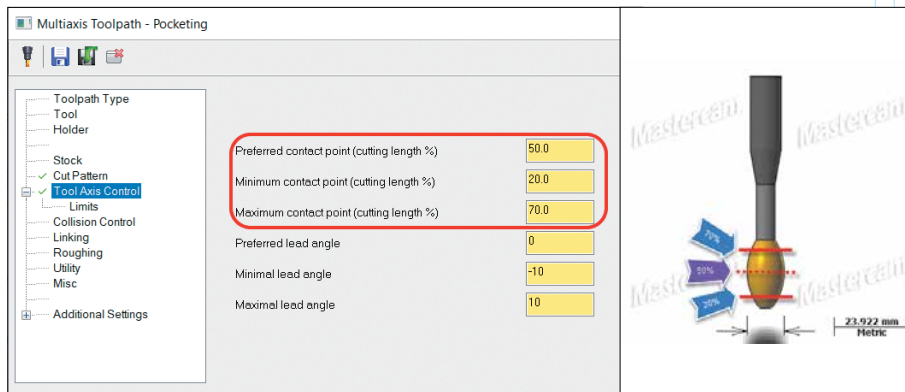 Multiaxis Toolpath - Pocketing
Toolpath Type
Tool
Holder
Stock
Cut Pattern
Tool Axis Control
Limits
Collision Control
Linking
Roughing
Utility
Misc
Additional Settings
Preferred contact point (cutting length %) 50.0
Minimum contact point (cutting length %) 20.0
Maximum contact point (cutting length %) 70.0
Preferred lead angle 0
Minimal lead angle -10
Maximal lead angle 10
Mastercam
Mastercam
70%
50%
20%
Mastercam
23.922 mm
Metric